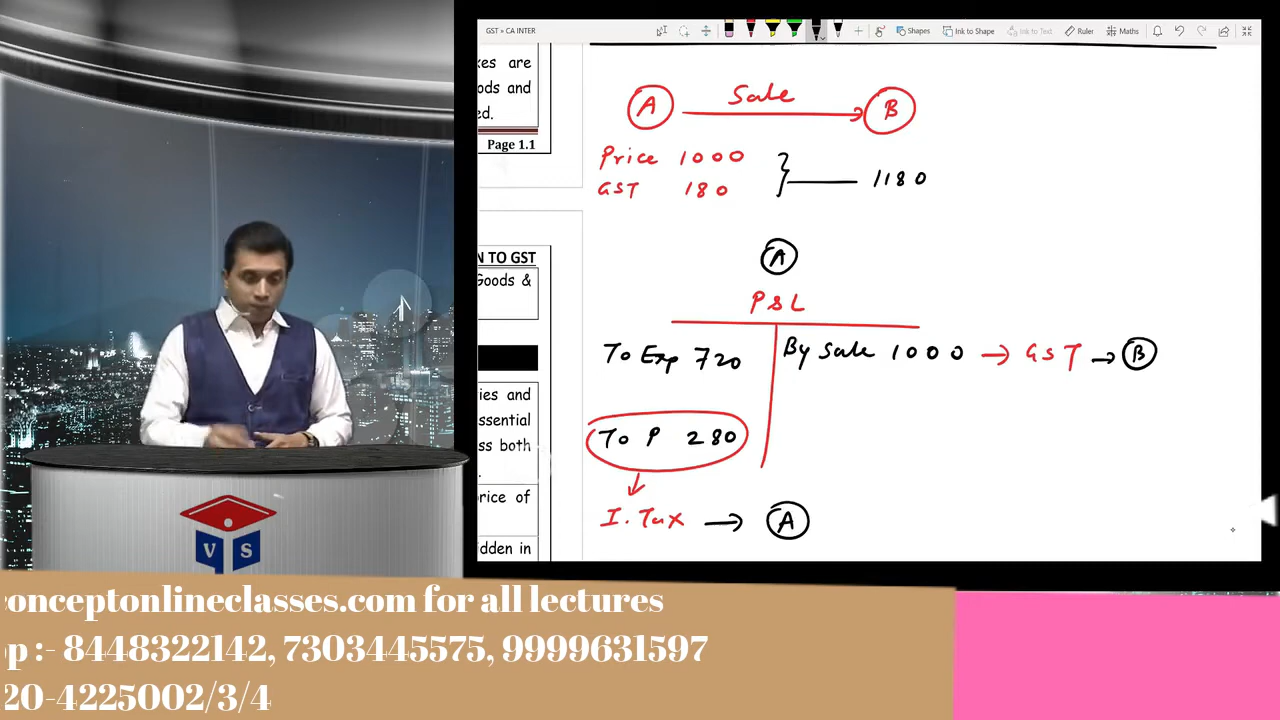 GST » CA INTER
Shapes
Ink to Shape
Ink to Text
Ruler
Maths
xes are
ods and
ed.
Page 1.1
N TO GST
Goods &
ies and
ssential
ss both
rice of
dden in
A Sale B
Price 1000
GST 180
1180
A
P&L
To Exp 720 By Sale 1000 → GST → B
To P 280
I. Tax → A
V S
onceptonlineclasses.com for all lectures
p :- 8448322142, 7303445575, 9999631597
20-4225002/3/4